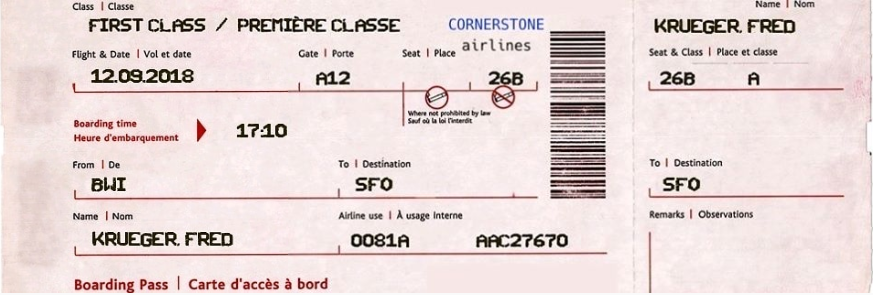 Class | Classe
FIRST CLASS / PREMIÈRE CLASSE
CORNERSTONE
airlines
Flight & Date | Vol et date
Gate | Porte
Seat | Place
12.09.2018
A12
26B
Where not prohibited by law
Sauf où la loi l'interdit
Boarding time
Heure d'embarquement
17:10
From | De
To | Destination
BWI
SFO
Name | Nom
Airline use | À usage Interne
KRUEGER, FRED
0081A
AAC27670
Boarding Pass | Carte d'accès à bord
Name | Nom
KRUEGER, FRED
Seat & Class | Place et classe
26B
A
To | Destination
SFO
Remarks | Observations